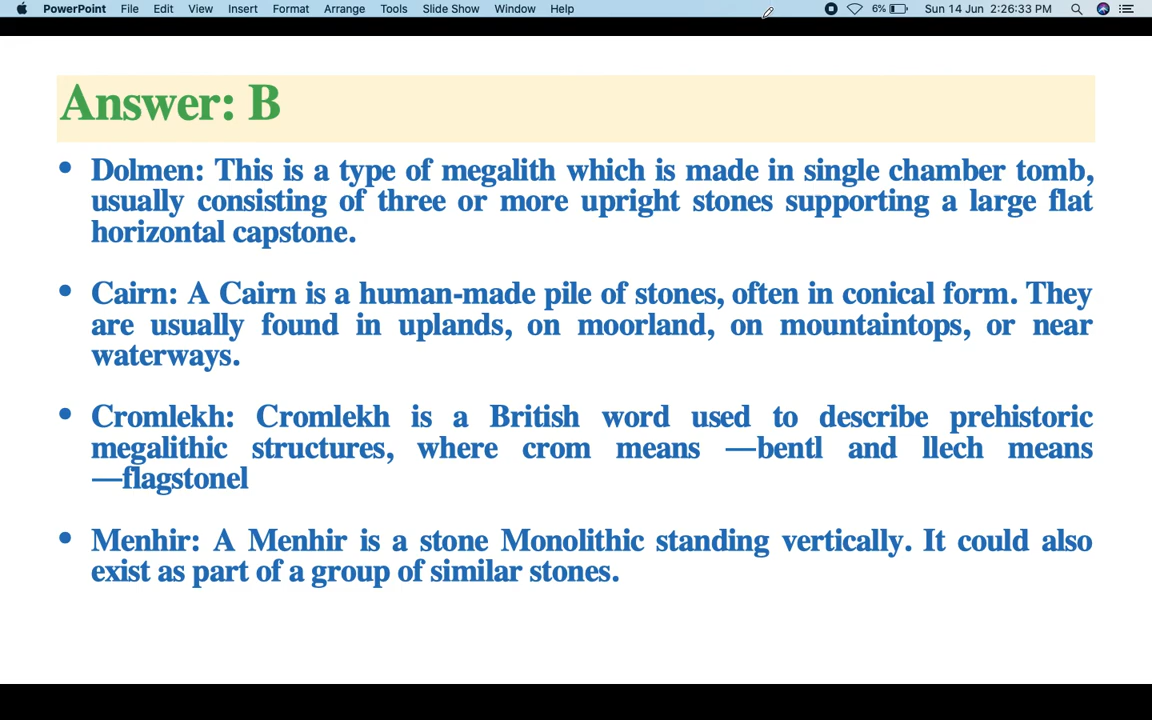 PowerPoint File Edit View Insert Format Arrange Tools Slide Show Window Help 6% Sun 14 Jun 2:26:33 PM
Answer: B
• Dolmen: This is a type of megalith which is made in single chamber tomb,
usually consisting of three or more upright stones supporting a large flat
horizontal capstone.
• Cairn: A Cairn is a human-made pile of stones, often in conical form. They
are usually found in uplands, on moorland, on mountaintops, or near
waterways.
• Cromlekh: Cromlekh is a British word used to describe prehistoric
megalithic structures, where crom means ―bentl and llech means
―flagstonel
• Menhir: A Menhir is a stone Monolithic standing vertically. It could also
exist as part of a group of similar stones.